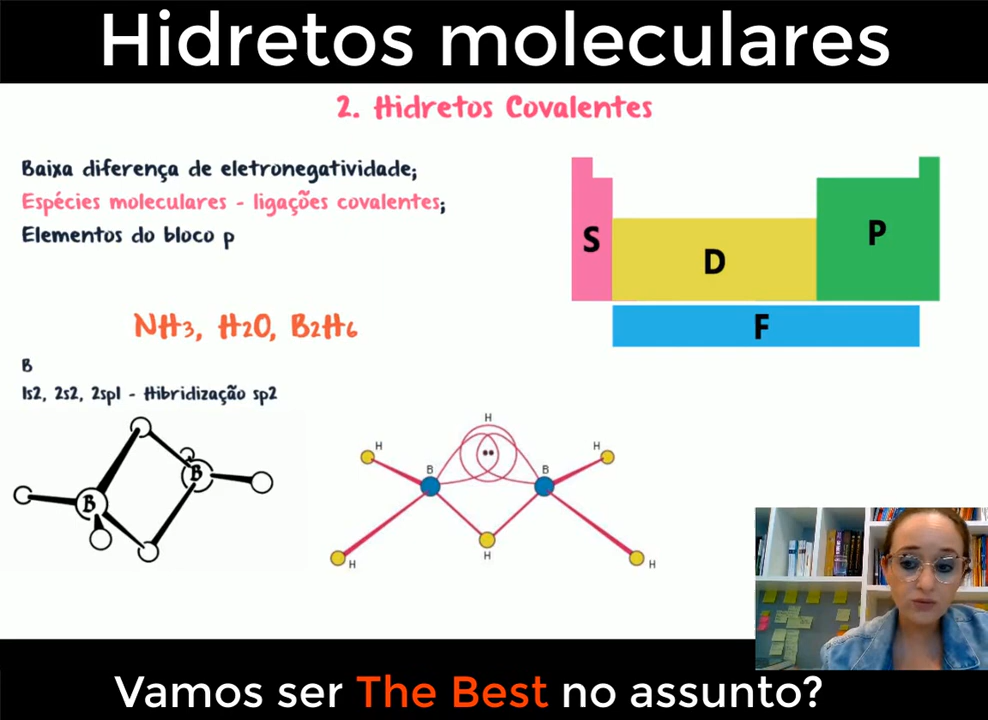 Hidretos moleculares
2. Hidretos Covalentes
Baixa diferença de eletronegatividade;
Espécies moleculares - ligações covalentes;
Elementos do bloco p
S
D
P
F
NH3, H2O, B2H6
B
1s2, 2s2, 2sp1 - Hibridização sp2
B
B
H
H
H
B
B
H
H
H
Vamos ser The Best no assunto?